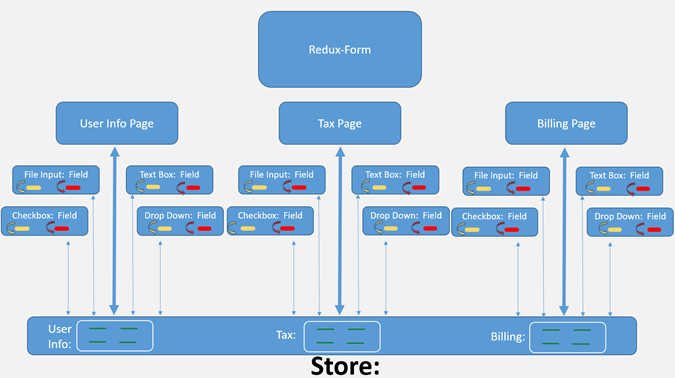 Redux-Form
User Info Page
Tax Page
Billing Page
File Input: Field
Text Box: Field
File Input: Field
Text Box: Field
File Input: Field
Text Box: Field
Checkbox: Field
Drop Down: Field
Checkbox: Field
Drop Down: Field
Checkbox: Field
Drop Down: Field
User
Info:
Tax:
Billing:
Store: